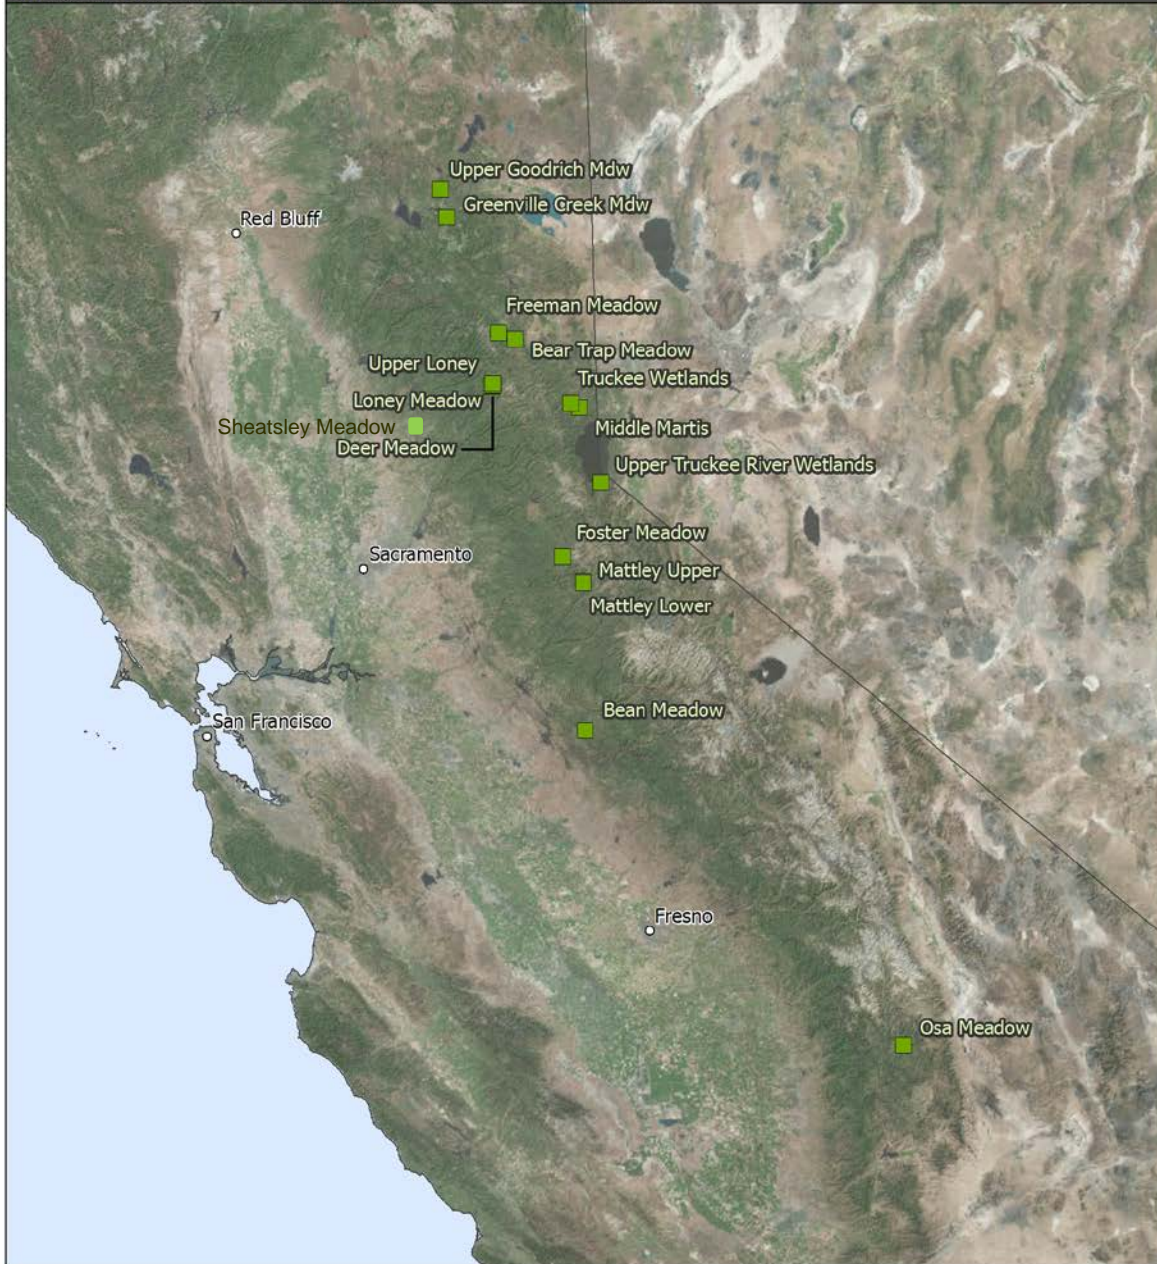 Upper Goodrich Mdw
Greenville Creek Mdw
Red Bluff
Freeman Meadow
Bear Trap Meadow
Upper Loney
Truckee Wetlands
Loney Meadow
Sheatsley Meadow
Middle Martis
Deer Meadow
Upper Truckee River Wetlands
Foster Meadow
Sacramento
Mattley Upper
Mattley Lower
Bean Meadow
San Francisco
Fresno
Osa Meadow